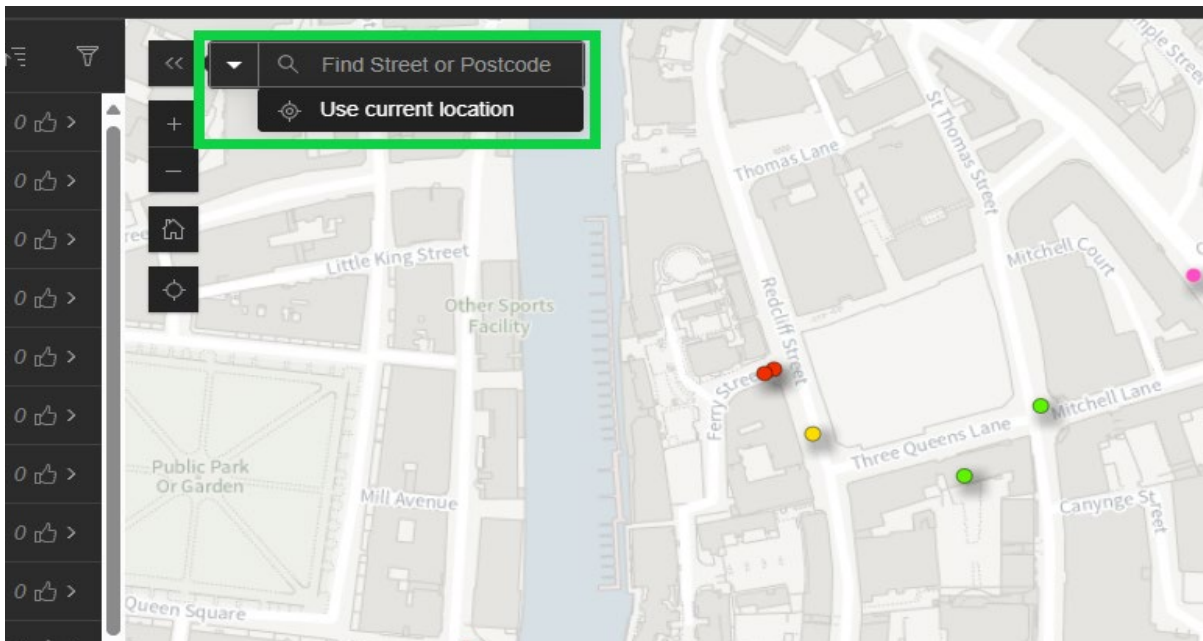 Find Street or Postcode
Use current location
0
0
0
0
0
0
0
0
0
Thomas Lane
St Thomas Street
Mitchell Court
Little King Street
Other Sports
Facility
Redcliff Street
Ferry Street
Mitchell Lane
Three Queens Lane
Public Park
Or Garden
Mill Avenue
Canynge Street
Queen Square